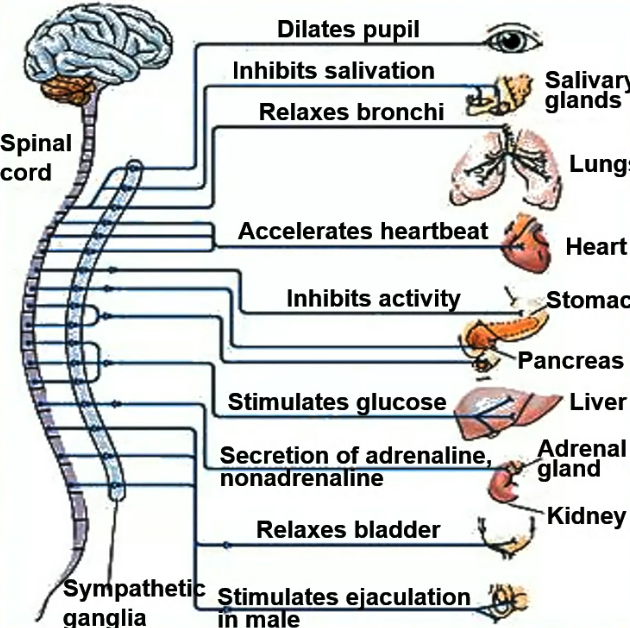 Dilates pupil
Inhibits salivation
Salivary
glands
Relaxes bronchi
Spinal
cord
Lungs
Accelerates heartbeat
Heart
Inhibits activity
Stomac
Pancreas
Stimulates glucose
Liver
Secretion of adrenaline,
nonadrenaline
Adrenal
gland
Kidney
Relaxes bladder
Sympathetic
ganglia
Stimulates ejaculation
in male